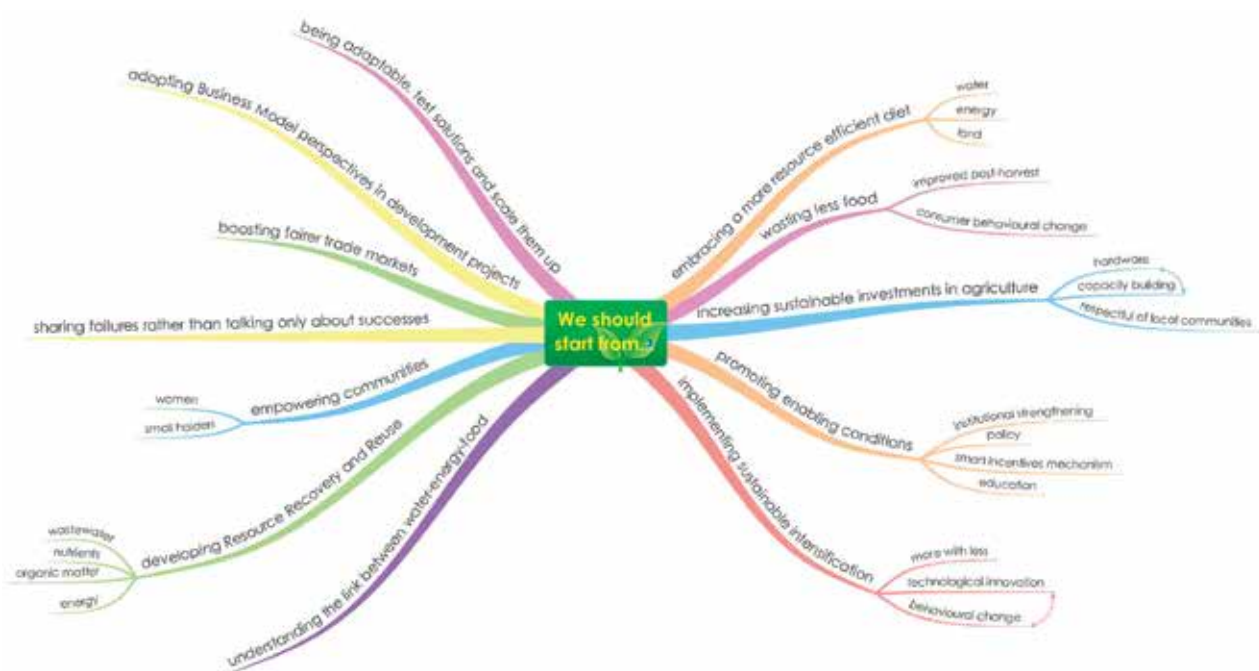 We should
start from...
embracing a more resource efficient diet
water
energy
land
wasting less food
improved post-harvest
consumer behavioural change
increasing sustainable investments in agriculture
hardware
capacity building
respectful of local communities
promoting enabling conditions
institutional strengthening
policy
smart incentives mechanism
education
implementing sustainable intensification
more with less
technological innovation
behavioural change
being adaptable, test solutions and scale them up
adopting Business Model perspectives in development projects
boosting fairer trade markets
sharing failures rather than talking only about successes
empowering communities
women
small holders
developing Resource Recovery and Reuse
wastewater
nutrients
organic matter
energy
understanding the link between water-energy-food